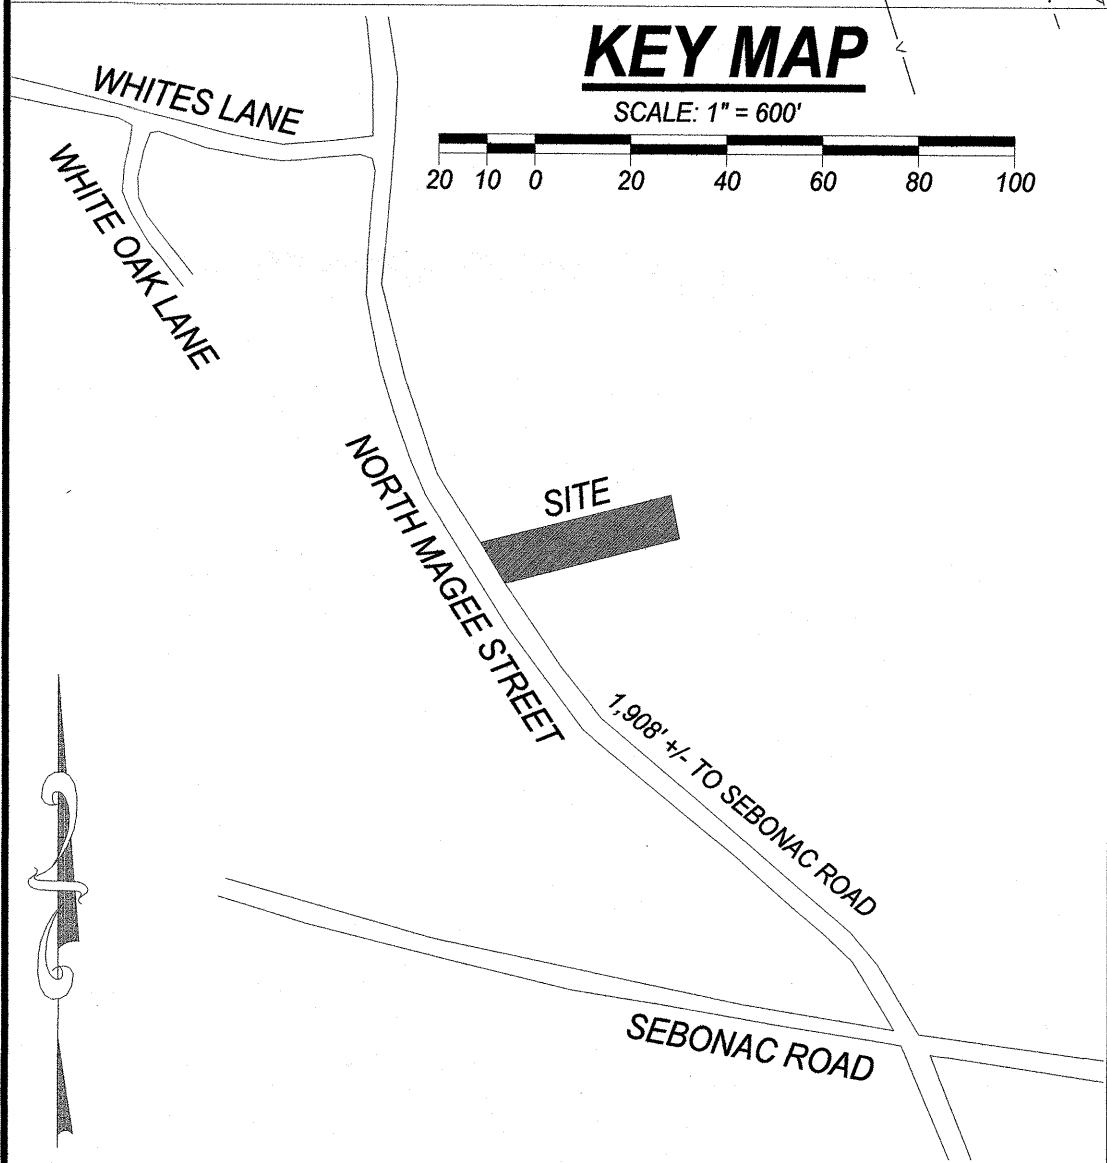 KEY MAP
SCALE: 1" = 600'
20 10 0 20 40 60 80 100
WHITES LANE
WHITE OAK LANE
SITE
NORTH MAGEE STREET
1,908' +/- TO SEBONAC ROAD
SEBONAC ROAD